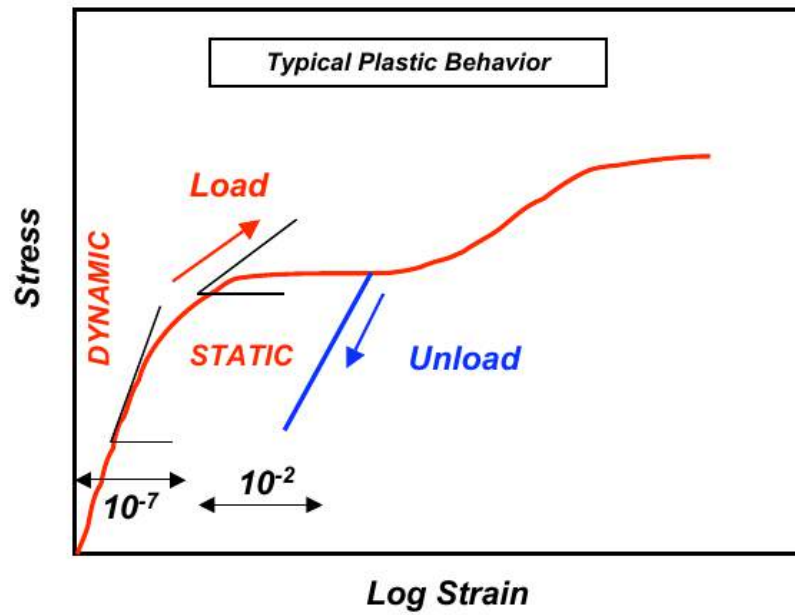 Typical Plastic Behavior
Stress
Load
DYNAMIC
STATIC
Unload
10⁻⁷
10⁻²
Log Strain